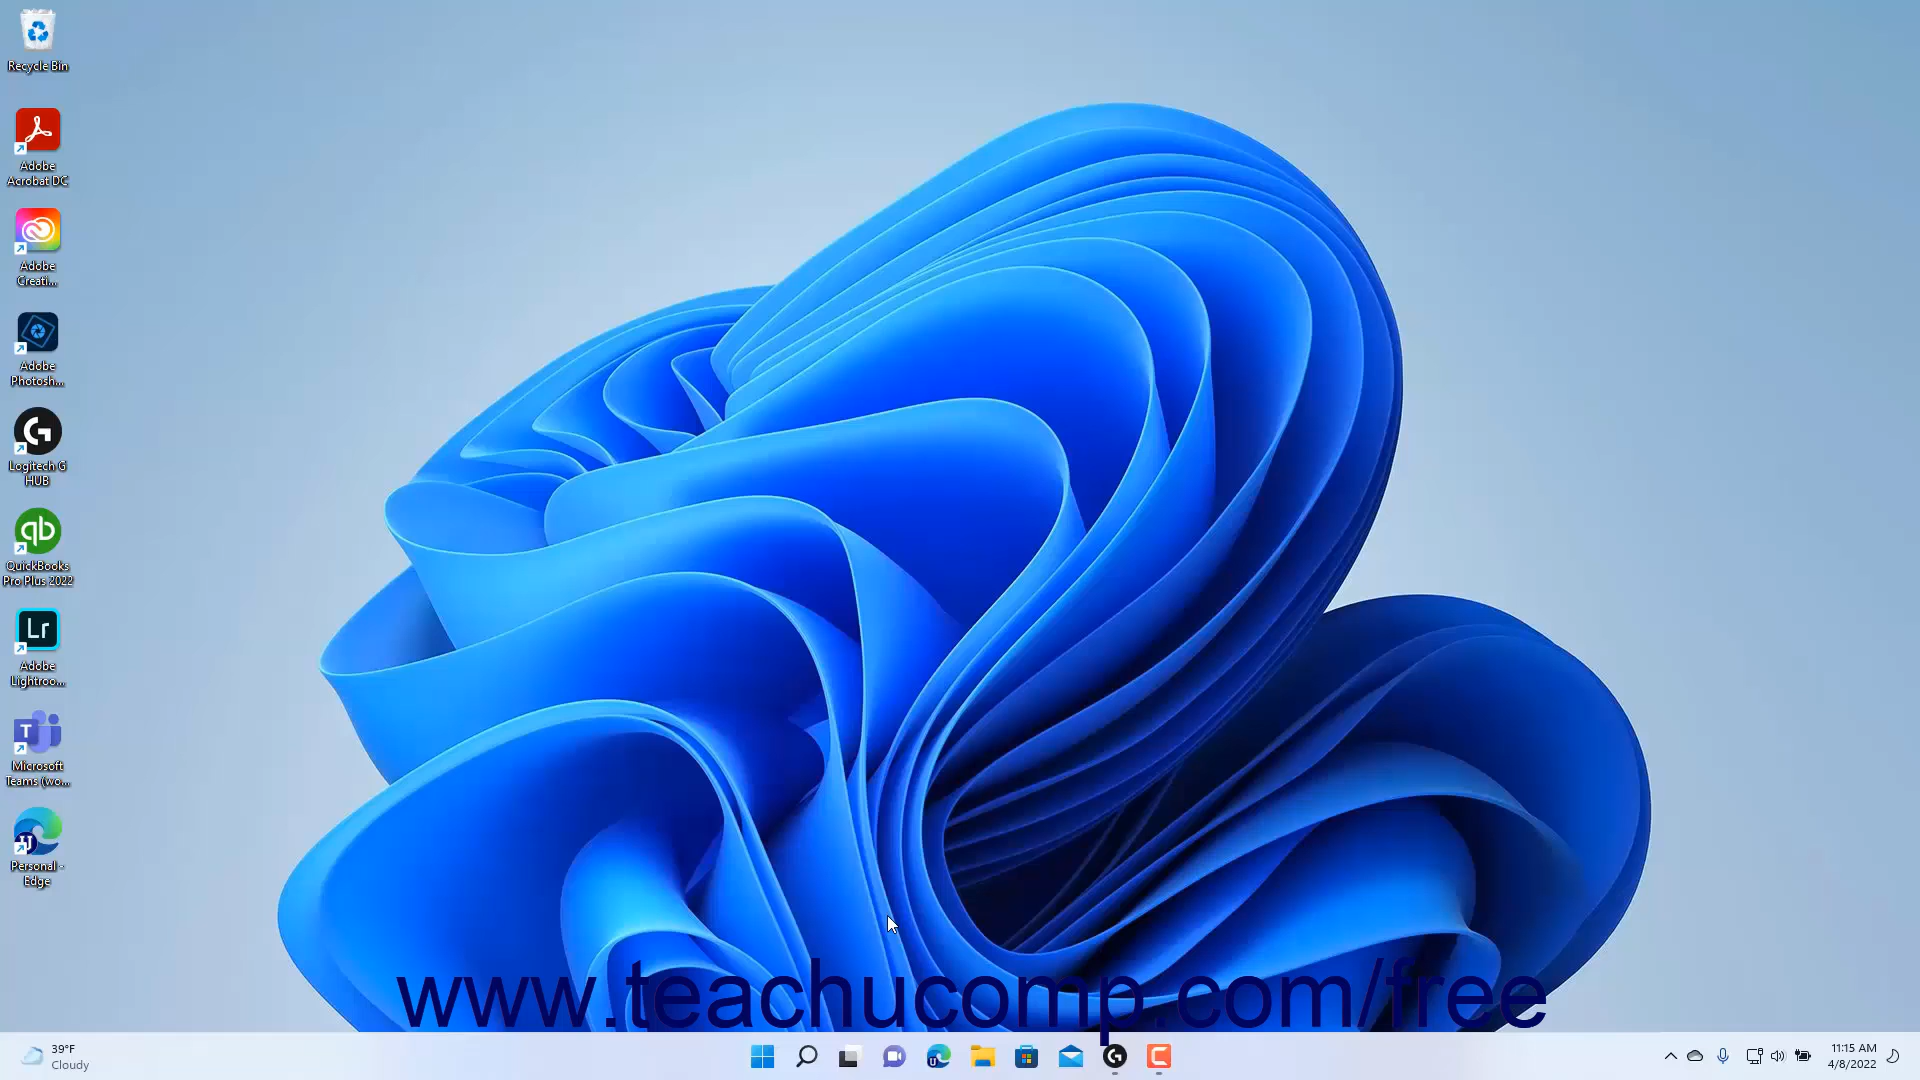 Recycle Bin
Adobe
Acrobat DC
Adobe
Creati...
Adobe
Photosh...
Logitech G
HUB
QuickBooks
Pro Plus 2022
Lr
Adobe
Lightroo...
T
Microsoft
Teams (wo...
Personal -
Edge
www.teachucomp.com/free
39°F
Cloudy
11:15 AM
4/8/2022